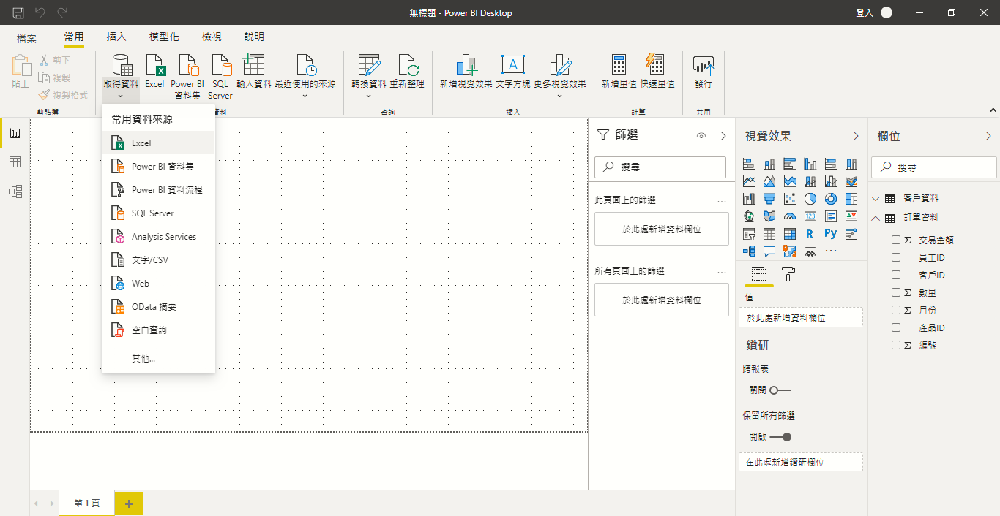 無標題 - Power BI Desktop
登入
檔案
常用
插入
模型化
檢視
說明
貼上
剪下
複製
複製格式
剪貼簿
取得資料
Excel
Power BI
資料集
SQL
Server
輸入資料
最近使用的來源
資料
轉換資料
重新整理
查詢
新增視覺效果
文字方塊
更多視覺效果
插入
新增量值
快速量值
計算
發行
共用
常用資料來源
Excel
Power BI 資料集
Power BI 資料流程
SQL Server
Analysis Services
文字/CSV
Web
OData 摘要
空白查詢
其他...
篩選
搜尋
此頁面上的篩選
於此處新增資料欄位
所有頁面上的篩選
於此處新增資料欄位
視覺效果
123
R
Py
值
於此處新增資料欄位
鑽研
跨報表
關閉
保留所有篩選
開啟
在此處新增鑽研欄位
欄位
搜尋
客戶資料
訂單資料
Σ 交易金額
員工ID
客戶ID
Σ 數量
Σ 月份
產品ID
Σ 編號
第 1 頁